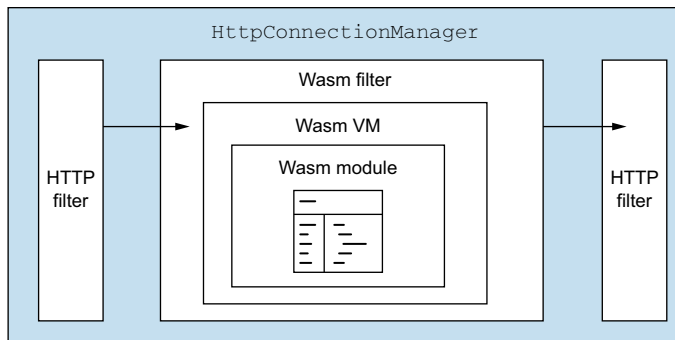 HttpConnectionManager
HTTP
filter
Wasm filter
Wasm VM
Wasm module
HTTP
filter